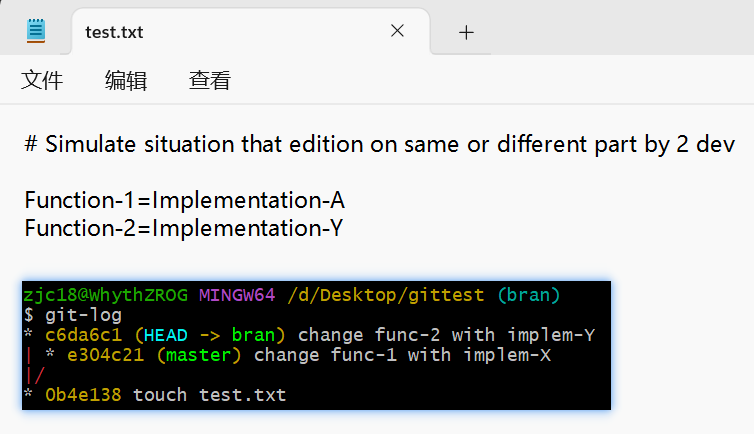 test.txt
文件 编辑 查看
# Simulate situation that edition on same or different part by 2 dev
Function-1=Implementation-A
Function-2=Implementation-Y
zjc18@WhythZROG MINGW64 /d/Desktop/gittest (bran)
$ git-log
* c6da6c1 (HEAD -> bran) change func-2 with implem-Y
| * e304c21 (master) change func-1 with implem-X
|/
* 0b4e138 touch test.txt